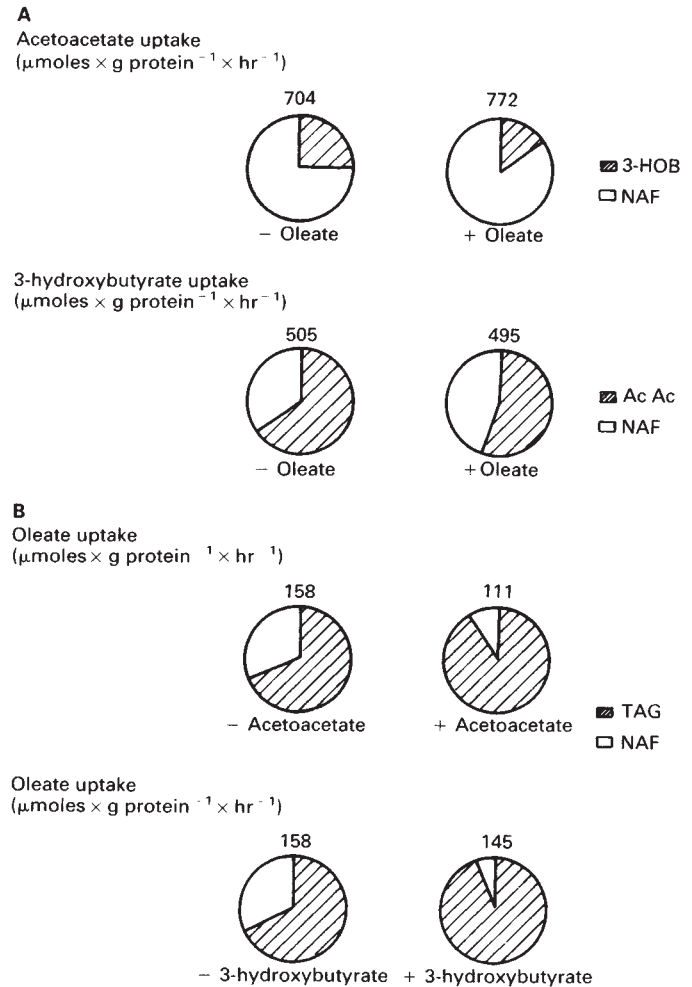 A
Acetoacetate uptake
(μmoles × g protein⁻¹ × hr⁻¹)
704 772
3-HOB
NAF
− Oleate + Oleate
3-hydroxybutyrate uptake
(μmoles × g protein⁻¹ × hr⁻¹)
505 495
Ac Ac
NAF
− Oleate + Oleate
B
Oleate uptake
(μmoles × g protein ¹ × hr ¹)
158 111
TAG
NAF
− Acetoacetate + Acetoacetate
Oleate uptake
(μmoles × g protein⁻¹ × hr⁻¹)
158 145
− 3-hydroxybutyrate + 3-hydroxybutyrate